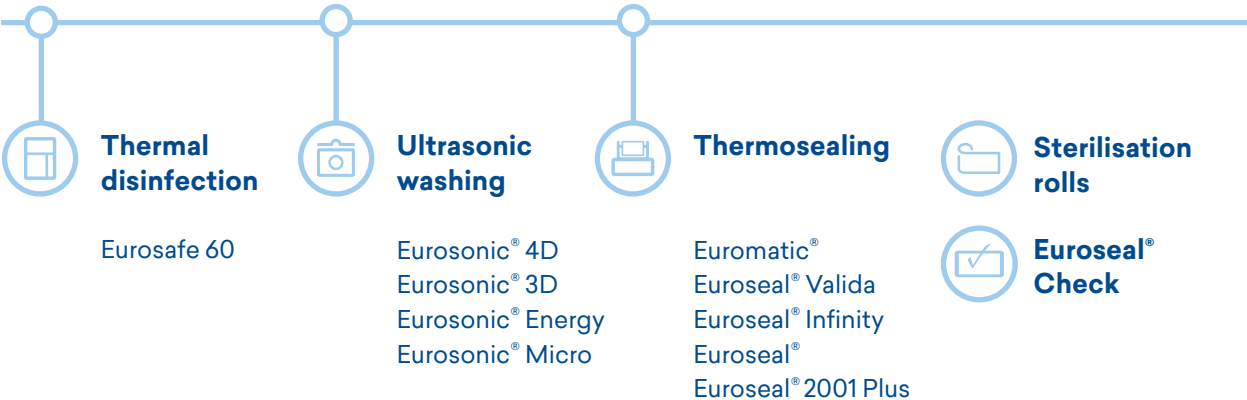 Thermal
disinfection
Eurosafe 60
Ultrasonic
washing
Eurosonic® 4D
Eurosonic® 3D
Eurosonic® Energy
Eurosonic® Micro
Thermosealing
Euromatic®
Euroseal® Valida
Euroseal® Infinity
Euroseal®
Euroseal® 2001 Plus
Sterilisation
rolls
Euroseal®
Check